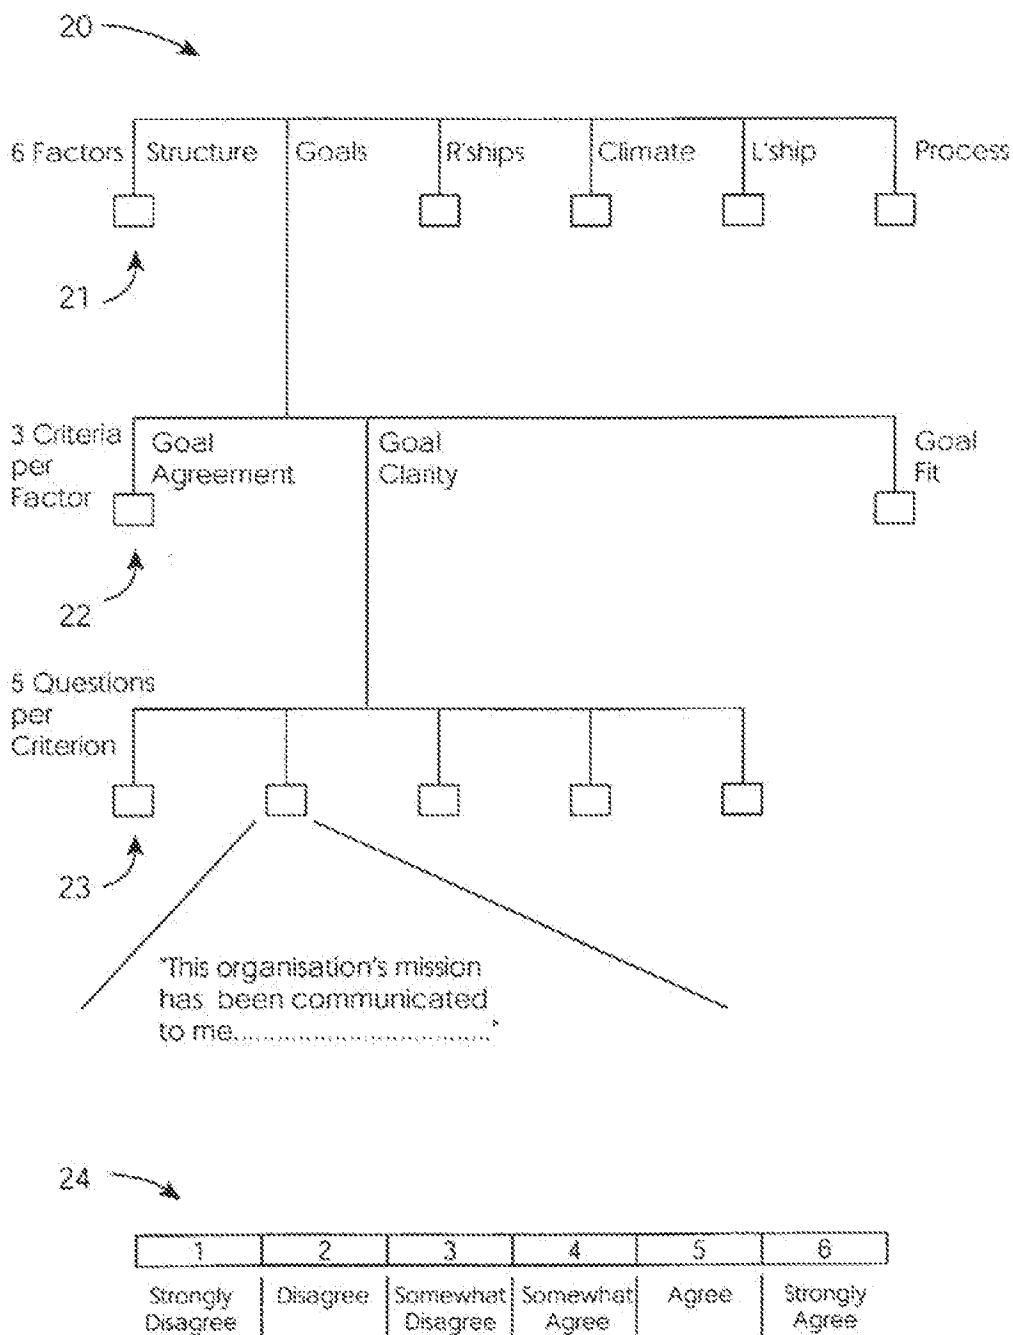 20
6 Factors Structure Goals R'ships Climate L'ship Process
21
3 Criteria
per
Factor
Goal
Agreement
Goal
Clarity
Goal
Fit
22
5 Questions
per
Criterion
23
"This organisation's mission
has been communicated
to me..................................."
24
1 2 3 4 5 6
Strongly
Disagree
Disagree
Somewhat
Disagree
Somewhat
Agree
Agree
Strongly
Agree